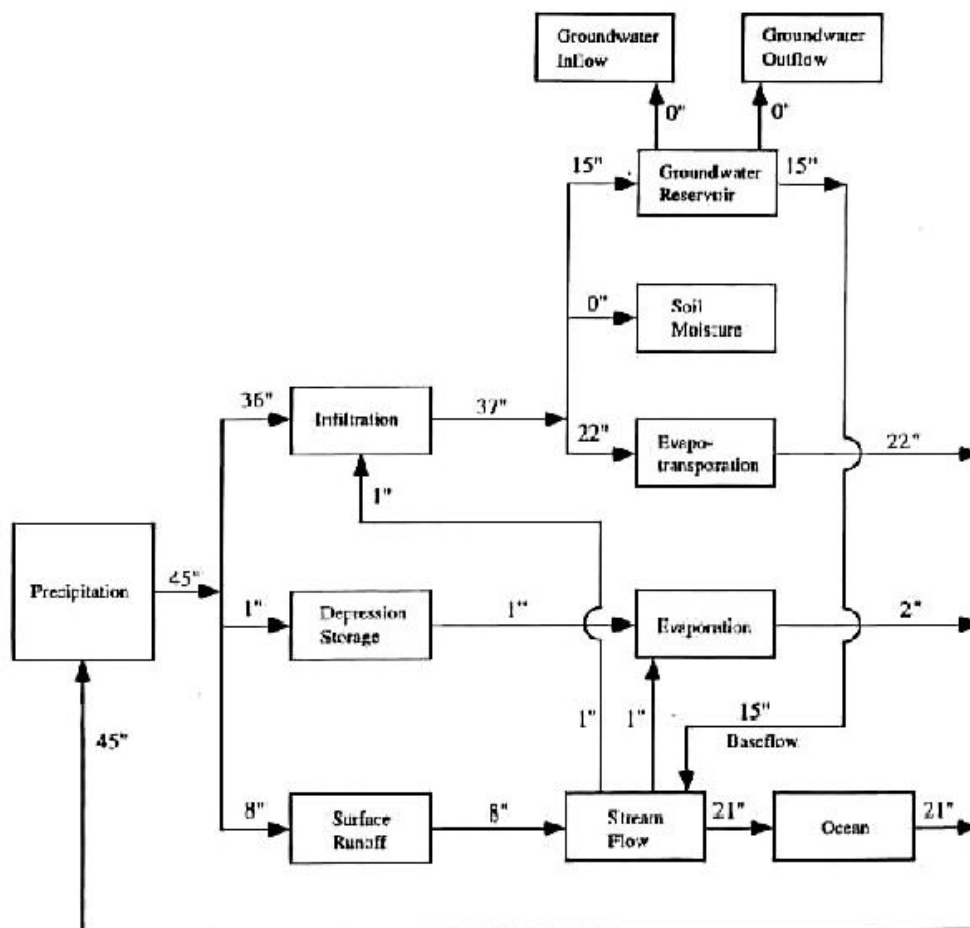 Groundwater
Inflow
Groundwater
Outflow
0"
0"
15"
Groundwater
Reservoir
15"
0"
Soil
Moisture
36"
Infiltration
37"
22"
Evapo-
transporation
22"
1"
Precipitation
45"
1"
Depression
Storage
1"
Evaporation
2"
45"
1"
1"
15"
Baseflow
8"
Surface
Runoff
8"
Stream
Flow
21"
Ocean
21"